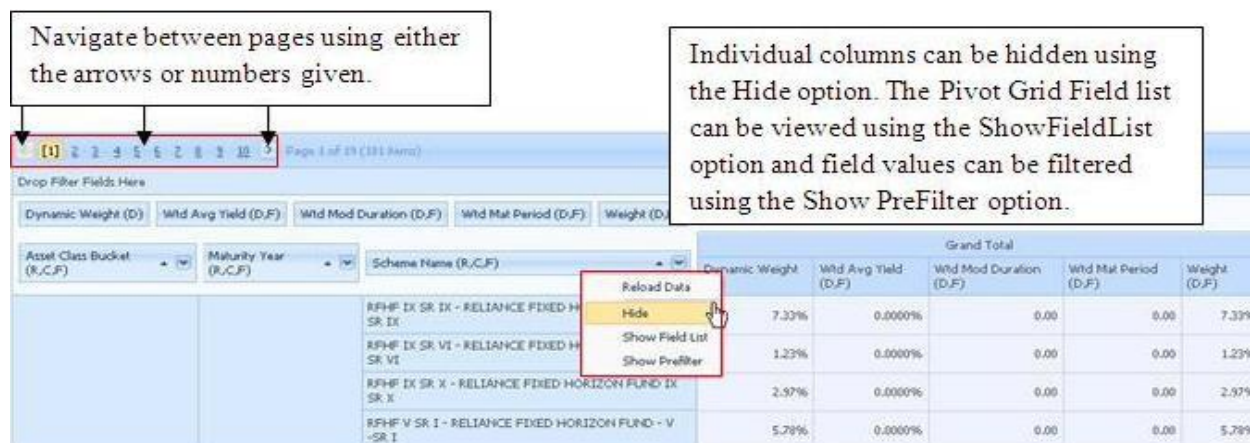 Navigate between pages using either
the arrows or numbers given.
Individual columns can be hidden using
the Hide option. The Pivot Grid Field list
can be viewed using the ShowFieldList
option and field values can be filtered
using the Show PreFilter option.
[1] 2 3 4 5 6 7 8 9 10 > Page 1 of 19 (181 items)
Drop Filter Fields Here
Dynamic Weight (D) Wtd Avg Yield (D,F) Wtd Mod Duration (D,F) Wtd Mat Period (D,F) Weight (D,
Grand Total
Asset Class Bucket (R,C,F) Maturity Year (R,C,F) Scheme Name (R,C,F) Dynamic Weight Wtd Avg Yield (D,F) Wtd Mod Duration (D,F) Wtd Mat Period (D,F) Weight (D,F)
Reload Data
Hide
Show Field List
Show Prefilter
RFHF IX SR IX - RELIANCE FIXED H
SR IX 7.33% 0.0000% 0.00 0.00 7.33%
RFHF IX SR VI - RELIANCE FIXED H
SR VI 1.23% 0.0000% 0.00 0.00 1.23%
RFHF IX SR X - RELIANCE FIXED HORIZON FUND IX
SR X 2.97% 0.0000% 0.00 0.00 2.97%
RFHF V SR I - RELIANCE FIXED HORIZON FUND - V
-SR I 5.78% 0.0000% 0.00 0.00 5.78%